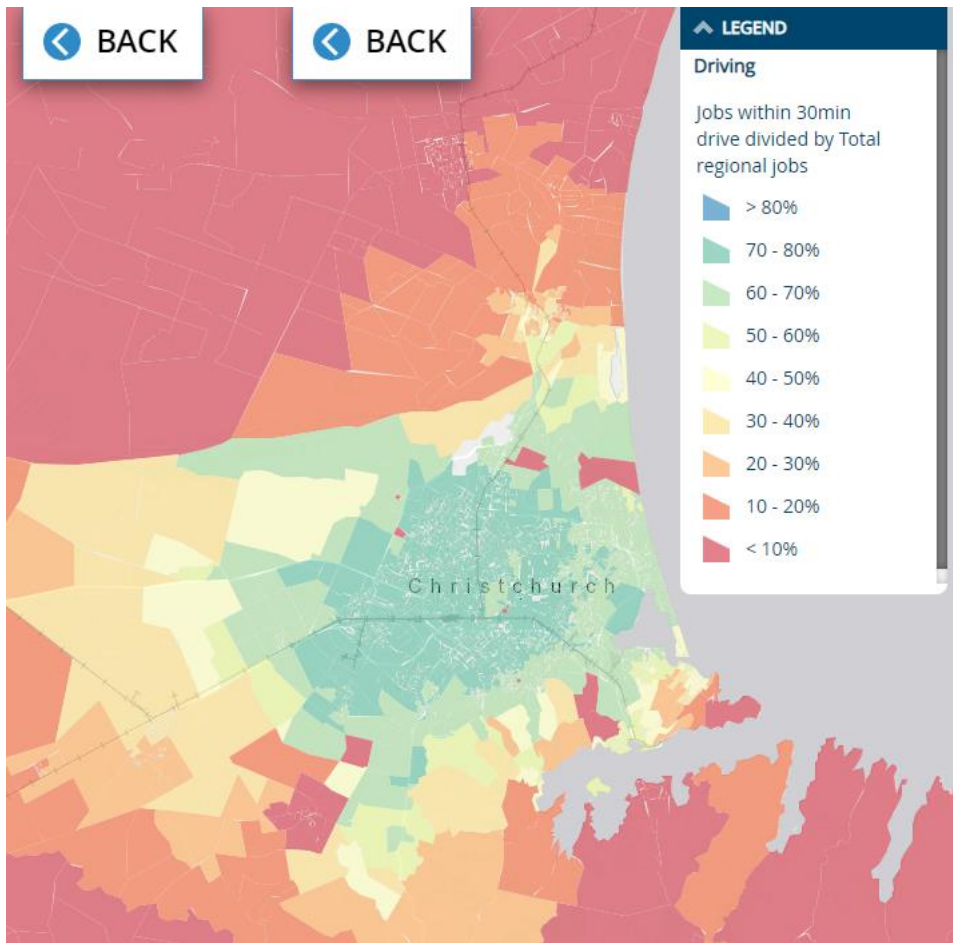 BACK
BACK
LEGEND
Driving
Jobs within 30min
drive divided by Total
regional jobs
> 80%
70 - 80%
60 - 70%
50 - 60%
40 - 50%
30 - 40%
20 - 30%
10 - 20%
< 10%
Christchurch